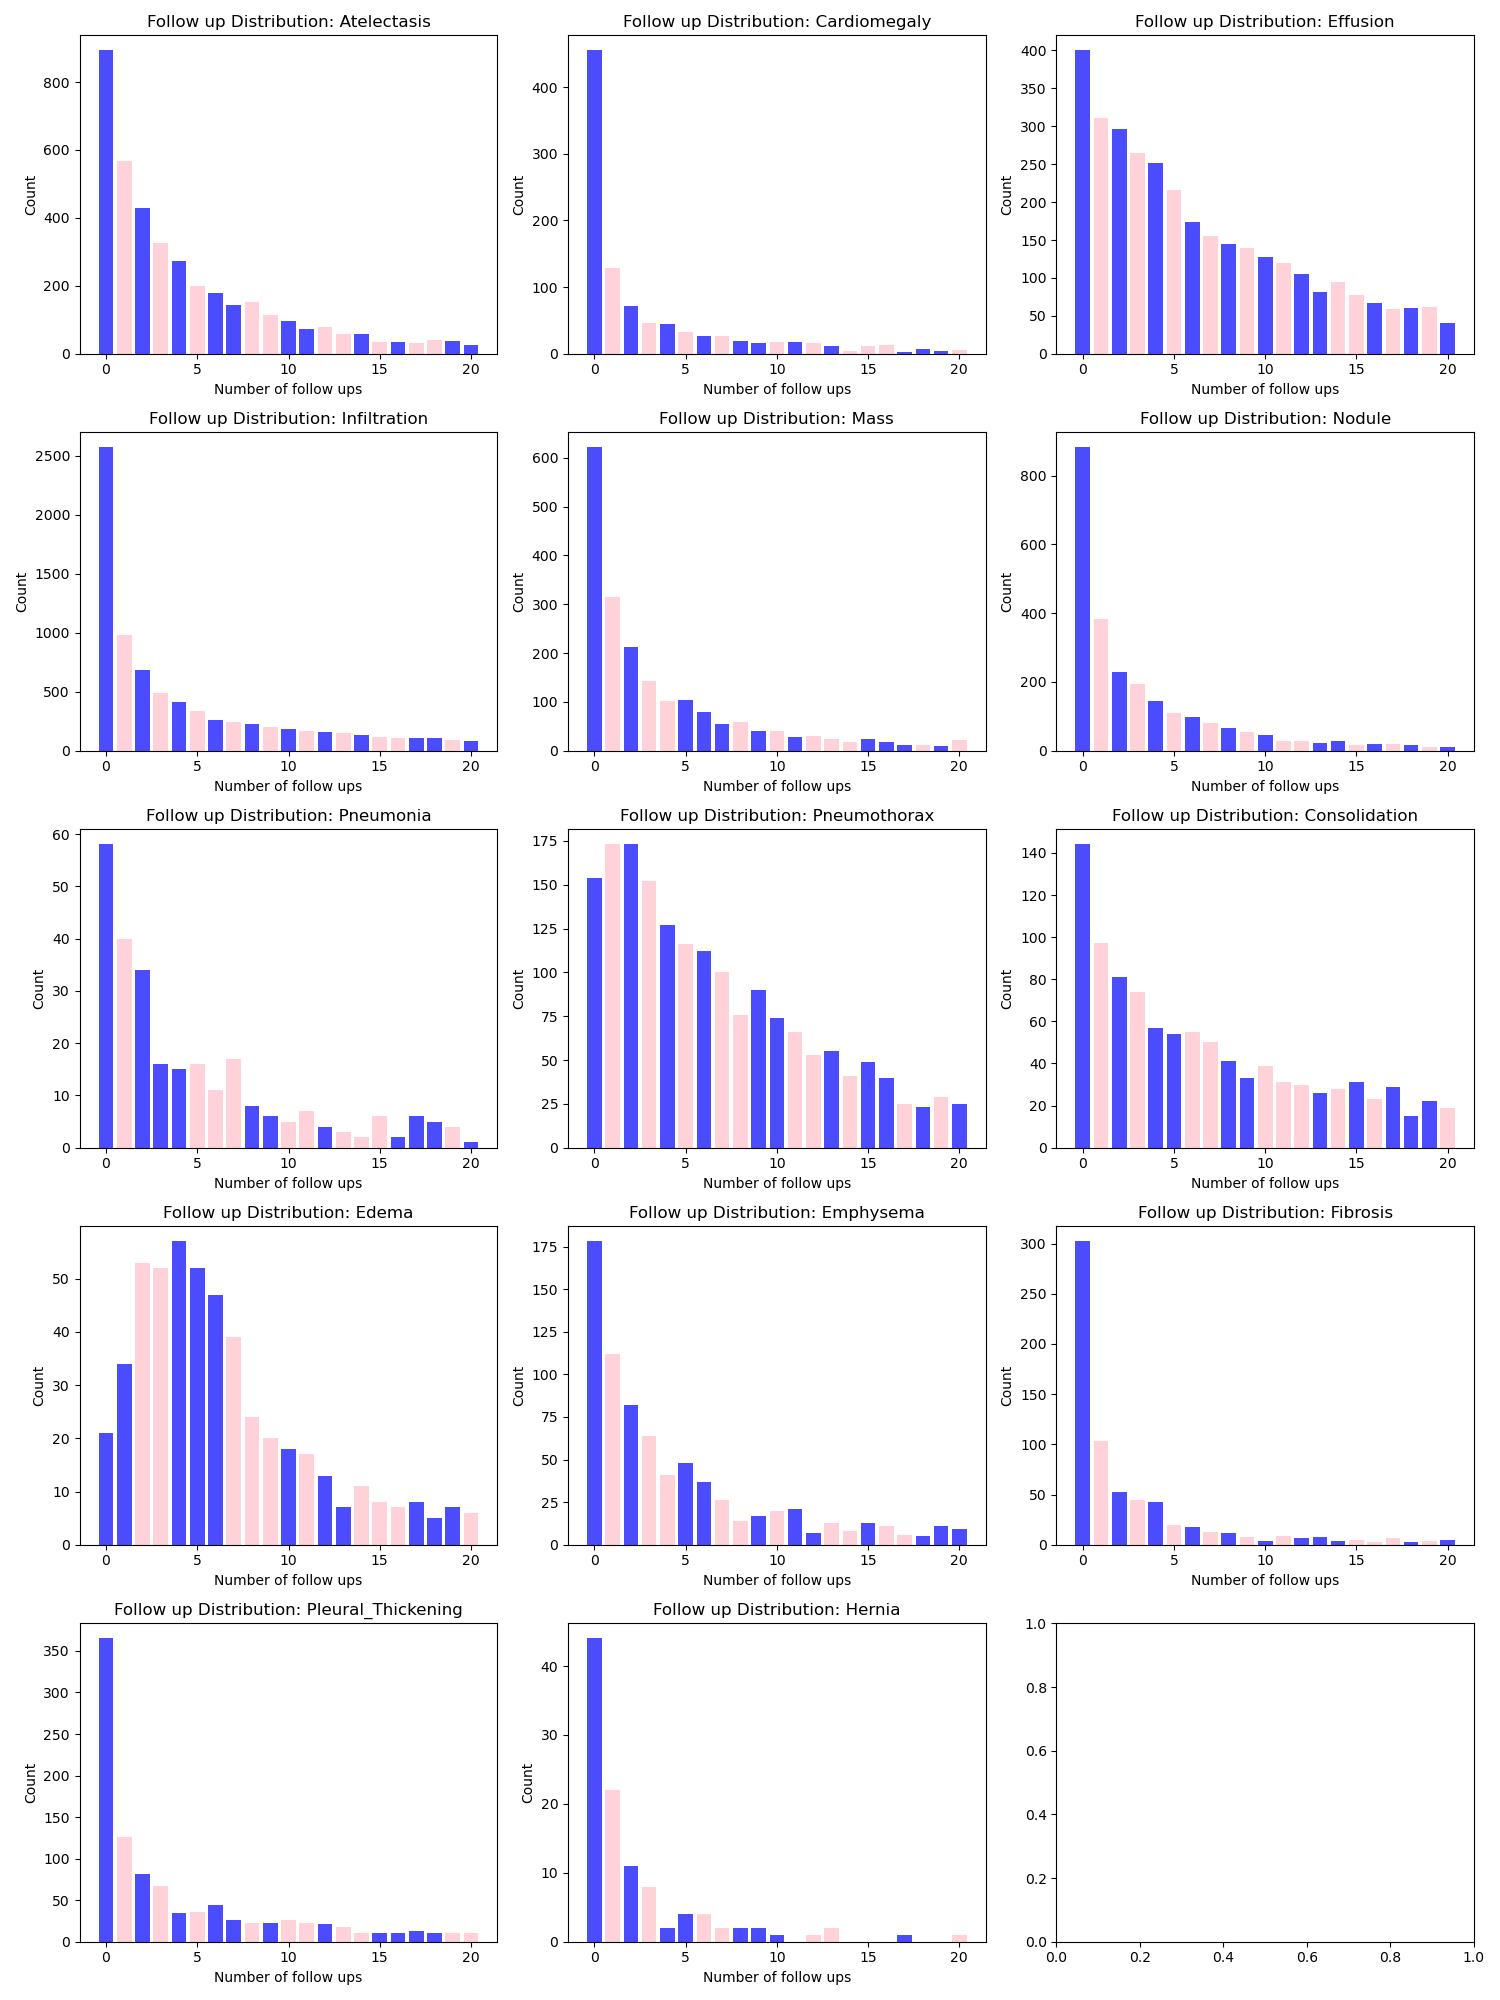 Follow up Distribution: Atelectasis
Count
0
200
400
600
800
0 5 10 15 20
Number of follow ups
Follow up Distribution: Cardiomegaly
Count
400
300
200
100
0
0 5 10 15 20
Number of follow ups
Follow up Distribution: Effusion
Count
400
350
300
250
200
150
100
50
0
0 5 10 15 20
Number of follow ups
Follow up Distribution: Infiltration
Count
2500
2000
1500
1000
500
0
0 5 10 15 20
Number of follow ups
Follow up Distribution: Mass
Count
600
500
400
300
200
100
0
0 5 10 15 20
Number of follow ups
Follow up Distribution: Nodule
Count
800
600
400
200
0
0 5 10 15 20
Number of follow ups
Follow up Distribution: Pneumonia
Count
60
50
40
30
20
10
0
0 5 10 15 20
Number of follow ups
Follow up Distribution: Pneumothorax
Count
175
150
125
100
75
50
25
0
0 5 10 15 20
Number of follow ups
Follow up Distribution: Consolidation
Count
140
120
100
80
60
40
20
0
0 5 10 15 20
Number of follow ups
Follow up Distribution: Edema
Count
50
40
30
20
10
0
0 5 10 15 20
Number of follow ups
Follow up Distribution: Emphysema
Count
175
150
125
100
75
50
25
0
0 5 10 15 20
Number of follow ups
Follow up Distribution: Fibrosis
Count
300
250
200
150
100
50
0
0 5 10 15 20
Number of follow ups
Follow up Distribution: Pleural_Thickening
Count
350
300
250
200
150
100
50
0
0 5 10 15 20
Number of follow ups
Follow up Distribution: Hernia
Count
40
30
20
10
0
0 5 10 15 20
Number of follow ups
1.0
0.8
0.6
0.4
0.2
0.0
0.0 0.2 0.4 0.6 0.8 1.0